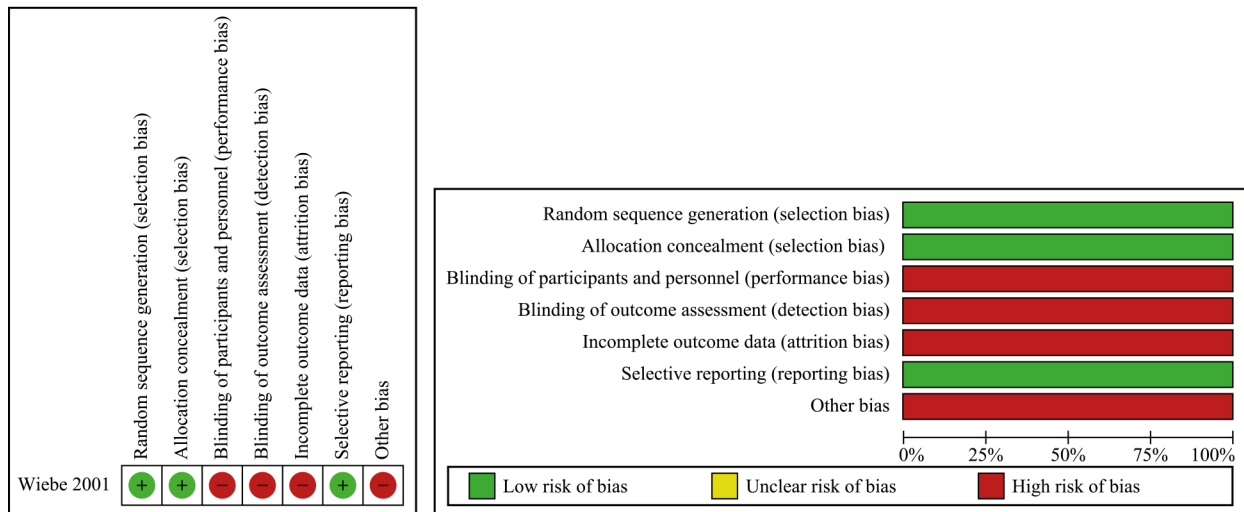 Random sequence generation (selection bias)
Allocation concealment (selection bias)
Blinding of participants and personnel (performance bias)
Blinding of outcome assessment (detection bias)
Incomplete outcome data (attrition bias)
Selective reporting (reporting bias)
Other bias
Wiebe 2001 + + – – – + –
Random sequence generation (selection bias)
Allocation concealment (selection bias)
Blinding of participants and personnel (performance bias)
Blinding of outcome assessment (detection bias)
Incomplete outcome data (attrition bias)
Selective reporting (reporting bias)
Other bias
0% 25% 50% 75% 100%
Low risk of bias Unclear risk of bias High risk of bias